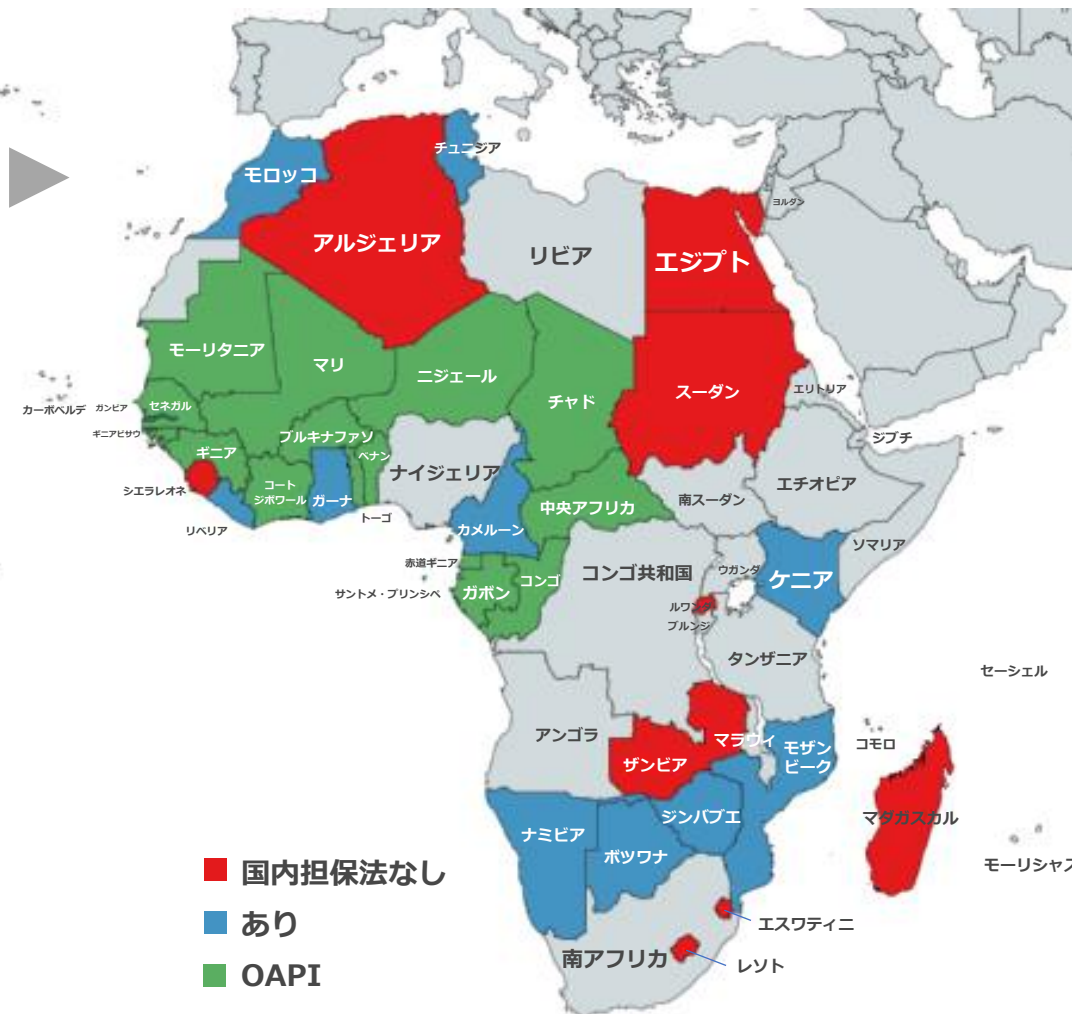 チュニジア
モロッコ
ヨルダン
アルジェリア
リビア
エジプト
モーリタニア
マリ
ニジェール
スーダン
エリトリア
チャド
カーボベルデ
ガンビア
セネガル
ギニアビサウ
ブルキナファソ
ジブチ
ギニア
ベナン
ナイジェリア
エチオピア
シエラレオネ
コート
ジボワール
ガーナ
南スーダン
中央アフリカ
トーゴ
リベリア
カメルーン
ソマリア
赤道ギニア
コンゴ共和国
ウガンダ
ケニア
コンゴ
サントメ・プリンシペ
ガボン
ルワンダ
ブルンジ
タンザニア
セーシェル
アンゴラ
マラウィ
モザン
ビーク
コモロ
ザンビア
ジンバブエ
マダガスカル
ナミビア
ボツワナ
モーリシャス
国内担保法なし
あり
エスワティニ
南アフリカ
レソト
OAPI